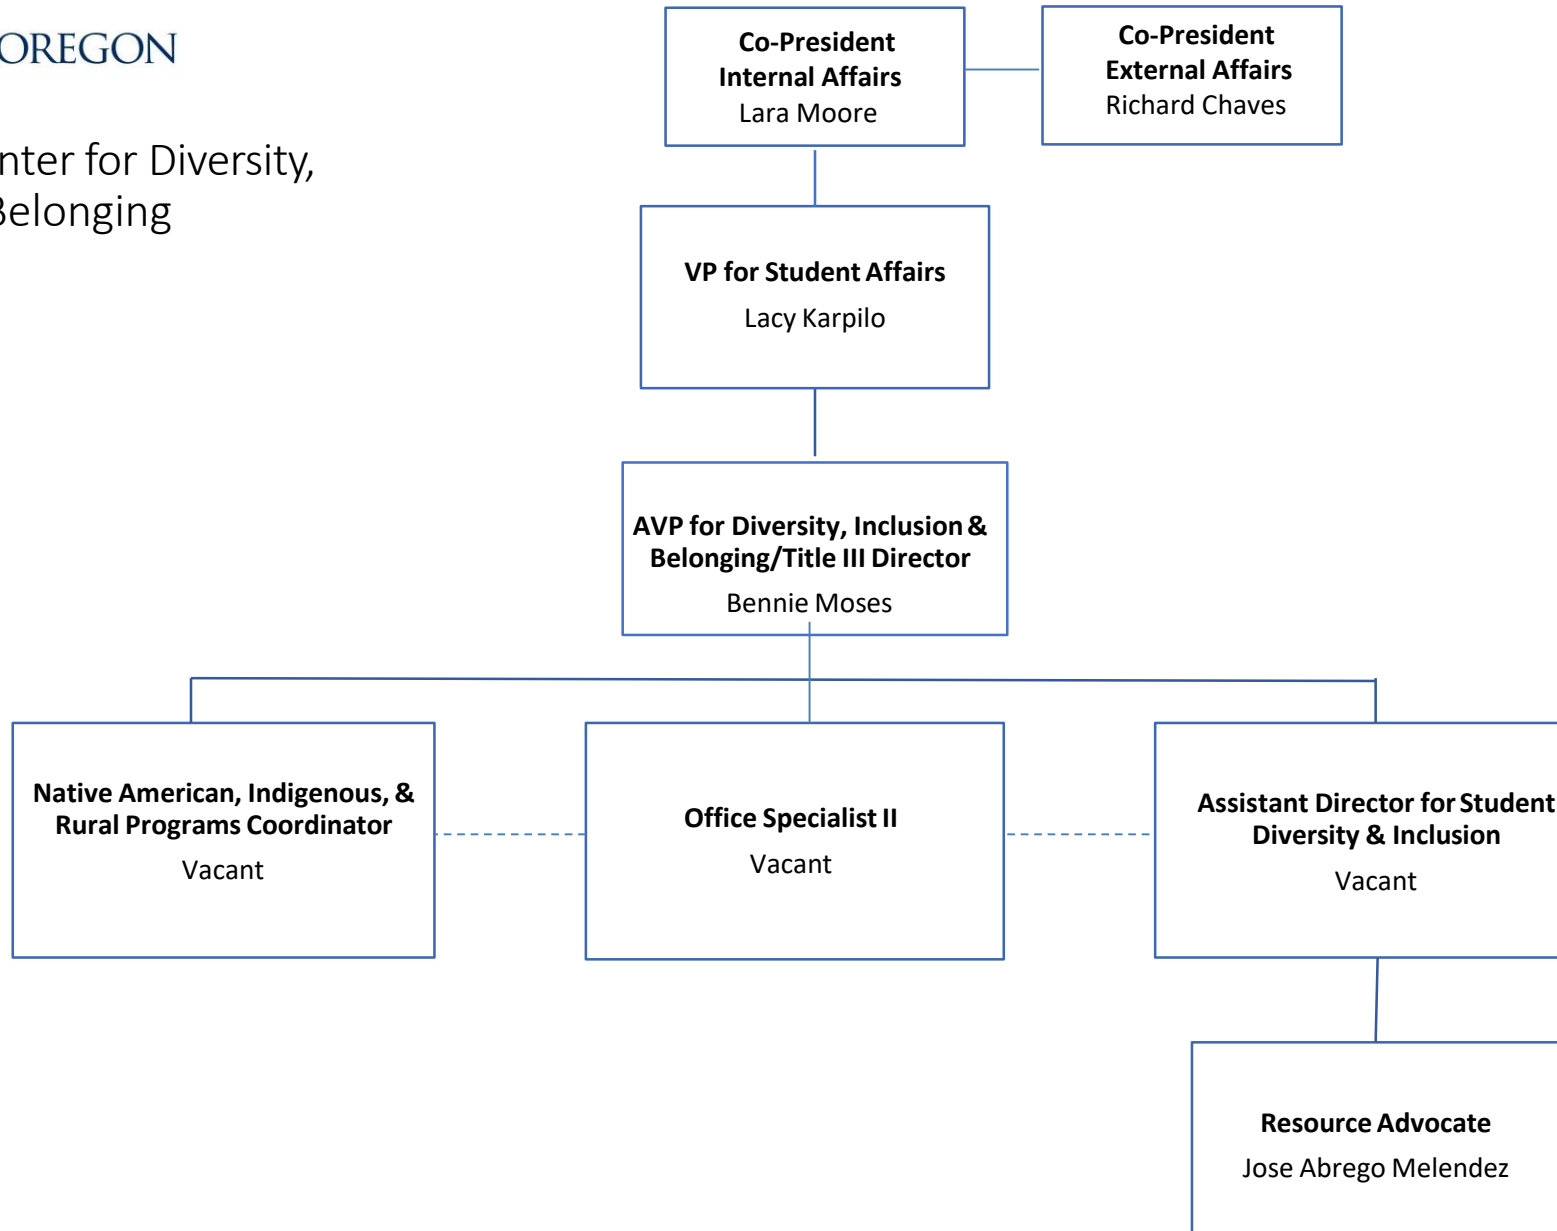 OREGON
nter for Diversity,
Belonging
Co-President
Internal Affairs
Lara Moore
Co-President
External Affairs
Richard Chaves
VP for Student Affairs
Lacy Karpilo
AVP for Diversity, Inclusion &
Belonging/Title III Director
Bennie Moses
Native American, Indigenous, &
Rural Programs Coordinator
Vacant
Office Specialist II
Vacant
Assistant Director for Student
Diversity & Inclusion
Vacant
Resource Advocate
Jose Abrego Melendez